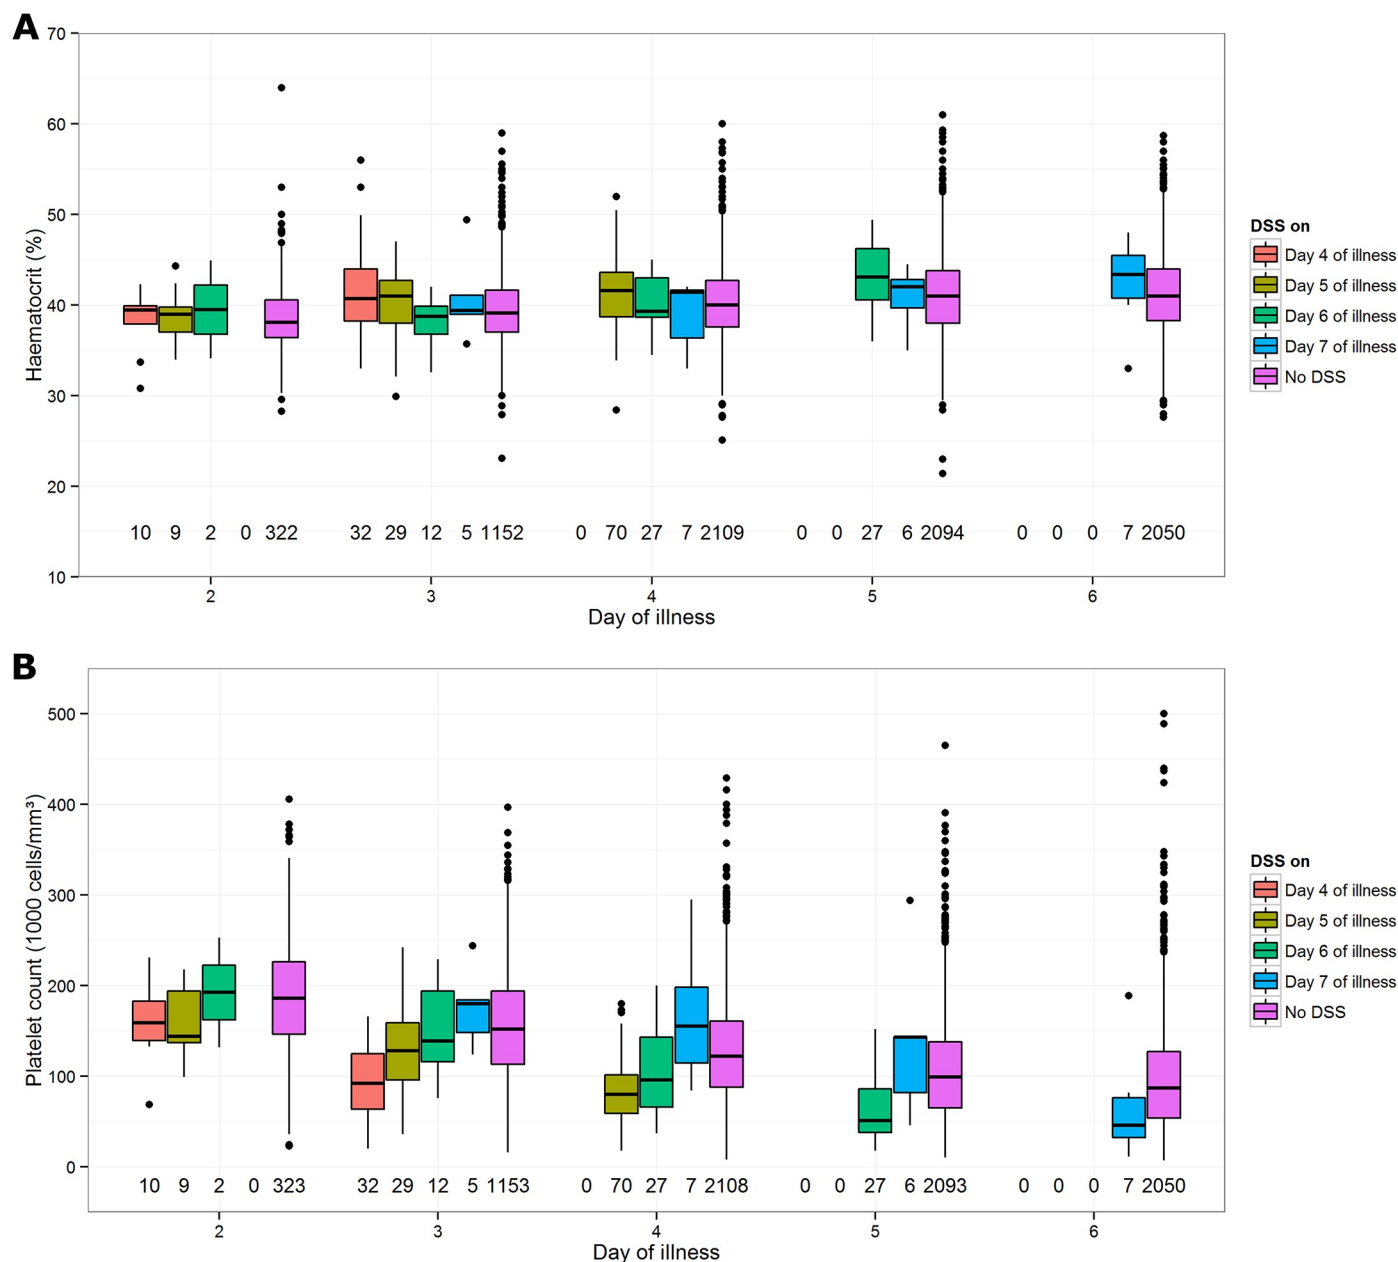 A
70
60
50
40
30
20
10
Haematocrit (%)
10 9 2 0 322 32 29 12 5 1152 0 70 27 7 2109 0 0 27 6 2094 0 0 0 7 2050
2 3 4 5 6
Day of illness
DSS on
Day 4 of illness
Day 5 of illness
Day 6 of illness
Day 7 of illness
No DSS
B
500
400
300
200
100
0
Platelet count (1000 cells/mm³)
10 9 2 0 323 32 29 12 5 1153 0 70 27 7 2108 0 0 27 6 2093 0 0 0 7 2050
2 3 4 5 6
Day of illness
DSS on
Day 4 of illness
Day 5 of illness
Day 6 of illness
Day 7 of illness
No DSS